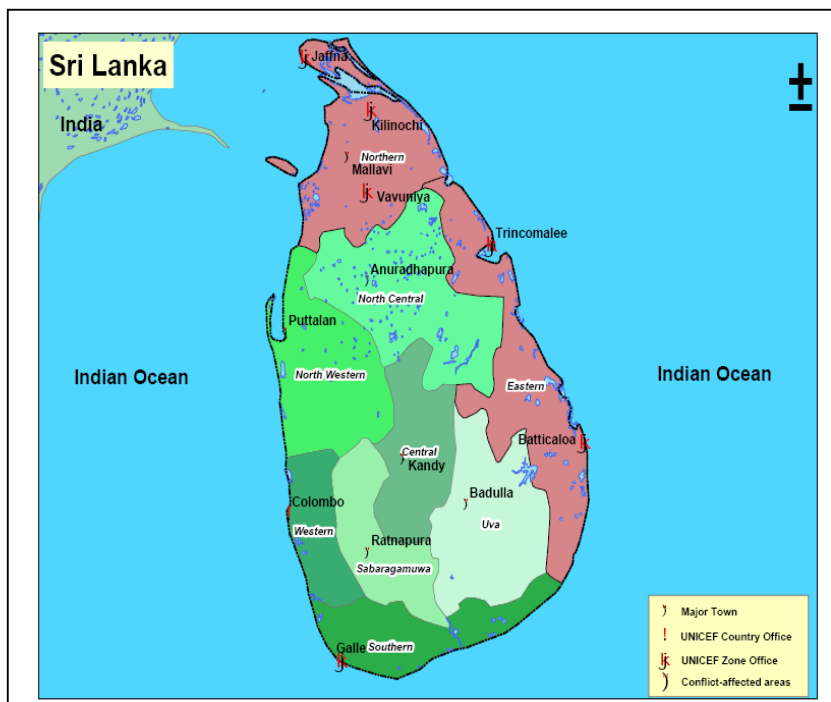 Sri Lanka
India
Jaffna
Kilinochi
Northern
Mallavi
Vavuniya
Trincomalee
Anuradhapura
North Central
Puttalan
Indian Ocean
North Western
Indian Ocean
Eastern
Batticaloa
Central
Kandy
Colombo
Badulla
Western
Uva
Ratnapura
Sabaragamuwa
Galle
Southern
Major Town
! UNICEF Country Office
UNICEF Zone Office
Conflict-affected areas